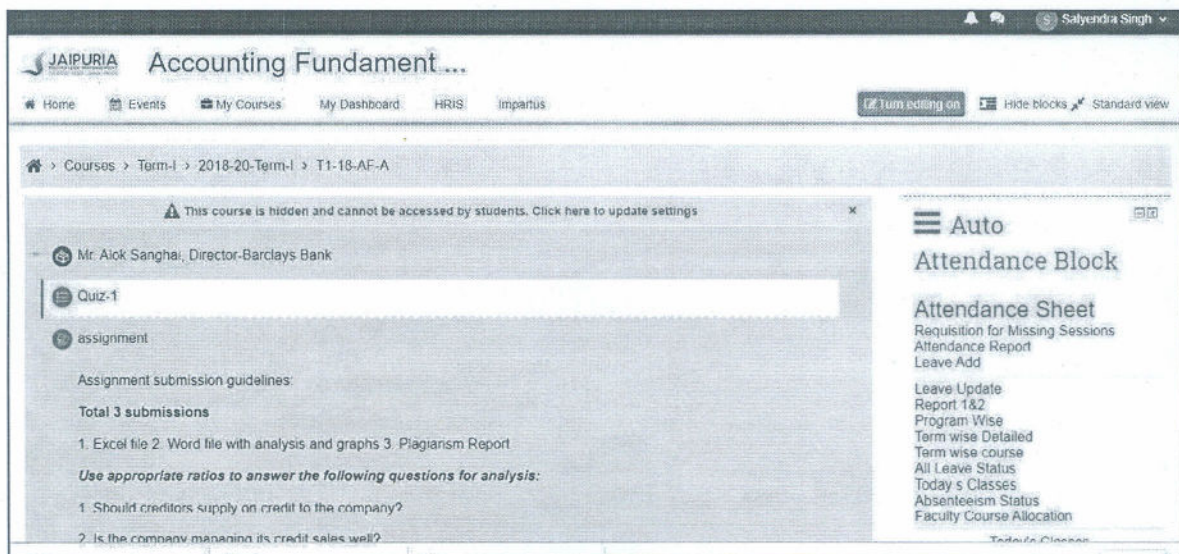 Salyendra Singh
JAIPURIA
Accounting Fundament ...
Home Events My Courses My Dashboard HRIS Impartus
Turn editing on Hide blocks Standard view
> Courses > Term-I > 2018-20-Term-I > T1-18-AF-A
This course is hidden and cannot be accessed by students. Click here to update settings
Mr. Alok Sanghai, Director-Barclays Bank
Quiz-1
assignment
Assignment submission guidelines:
Total 3 submissions
1. Excel file 2. Word file with analysis and graphs 3. Plagiarism Report
Use appropriate ratios to answer the following questions for analysis:
1. Should creditors supply on credit to the company?
2. Is the company managing its credit sales well?
Auto
Attendance Block
Attendance Sheet
Requisition for Missing Sessions
Attendance Report
Leave Add
Leave Update
Report 1&2
Program Wise
Term wise Detailed
Term wise course
All Leave Status
Today s Classes
Absenteeism Status
Faculty Course Allocation
Today's Classes